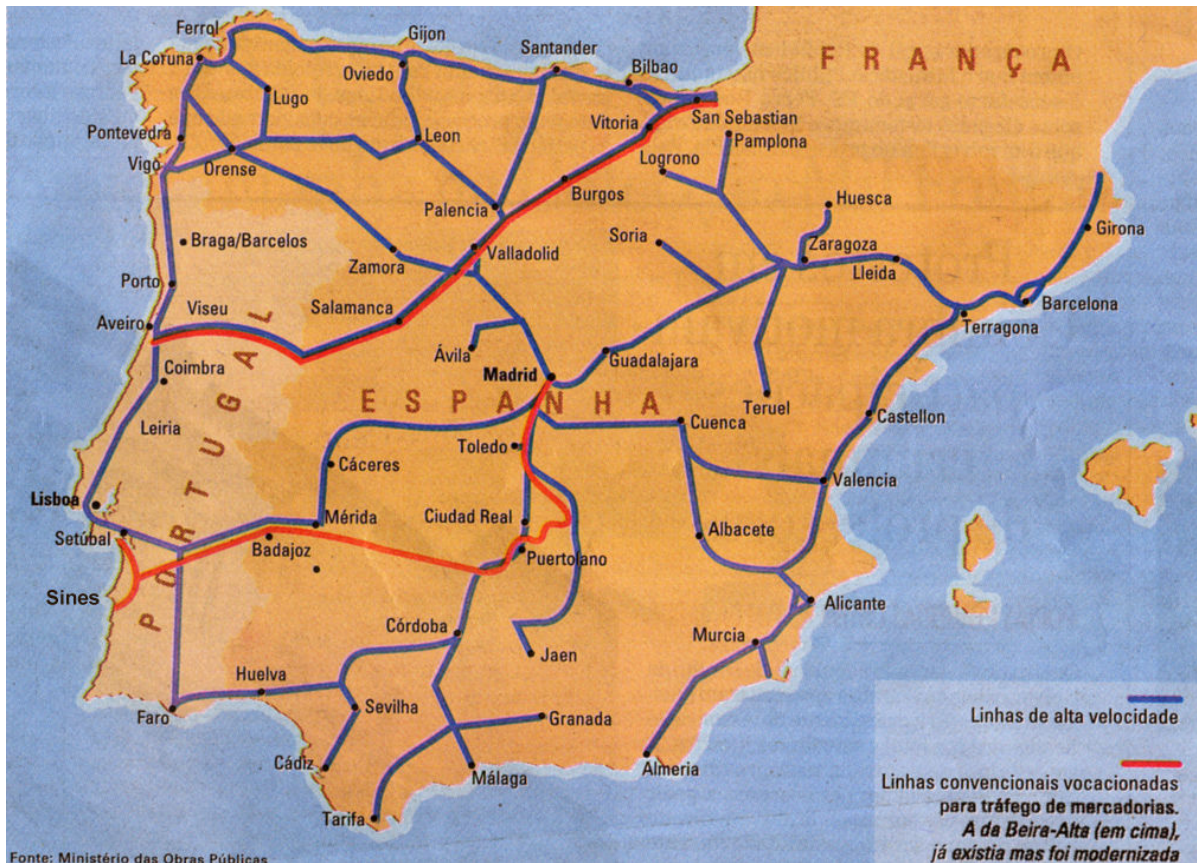 Ferrol
Gijon
La Coruna
Oviedo
Santander
Bilbao
FRANÇA
Lugo
San Sebastian
Pontevedra
Leon
Vitoria
Pamplona
Vigo
Orense
Logrono
Burgos
Huesca
Palencia
Girona
Braga/Barcelos
Soria
Zaragoza
Valladolid
Zamora
Lleida
Porto
Salamanca
Barcelona
Viseu
Aveiro
Terragona
Ávila
Guadalajara
Coimbra
Madrid
PORTUGAL
ESPANHA
Teruel
Castellon
Leiria
Cuenca
Toledo
Cáceres
Valencia
Lisboa
Mérida
Ciudad Real
Albacete
Setúbal
Badajoz
Puertolano
Sines
Alicante
Córdoba
Murcia
Jaen
Huelva
Faro
Sevilha
Granada
Linhas de alta velocidade
Cádiz
Málaga
Almeria
Tarifa
Linhas convencionais vocacionadas
para tráfego de mercadorias.
A da Beira-Alta (em cima),
já existia mas foi modernizada
Fonte: Ministério das Obras Públicas